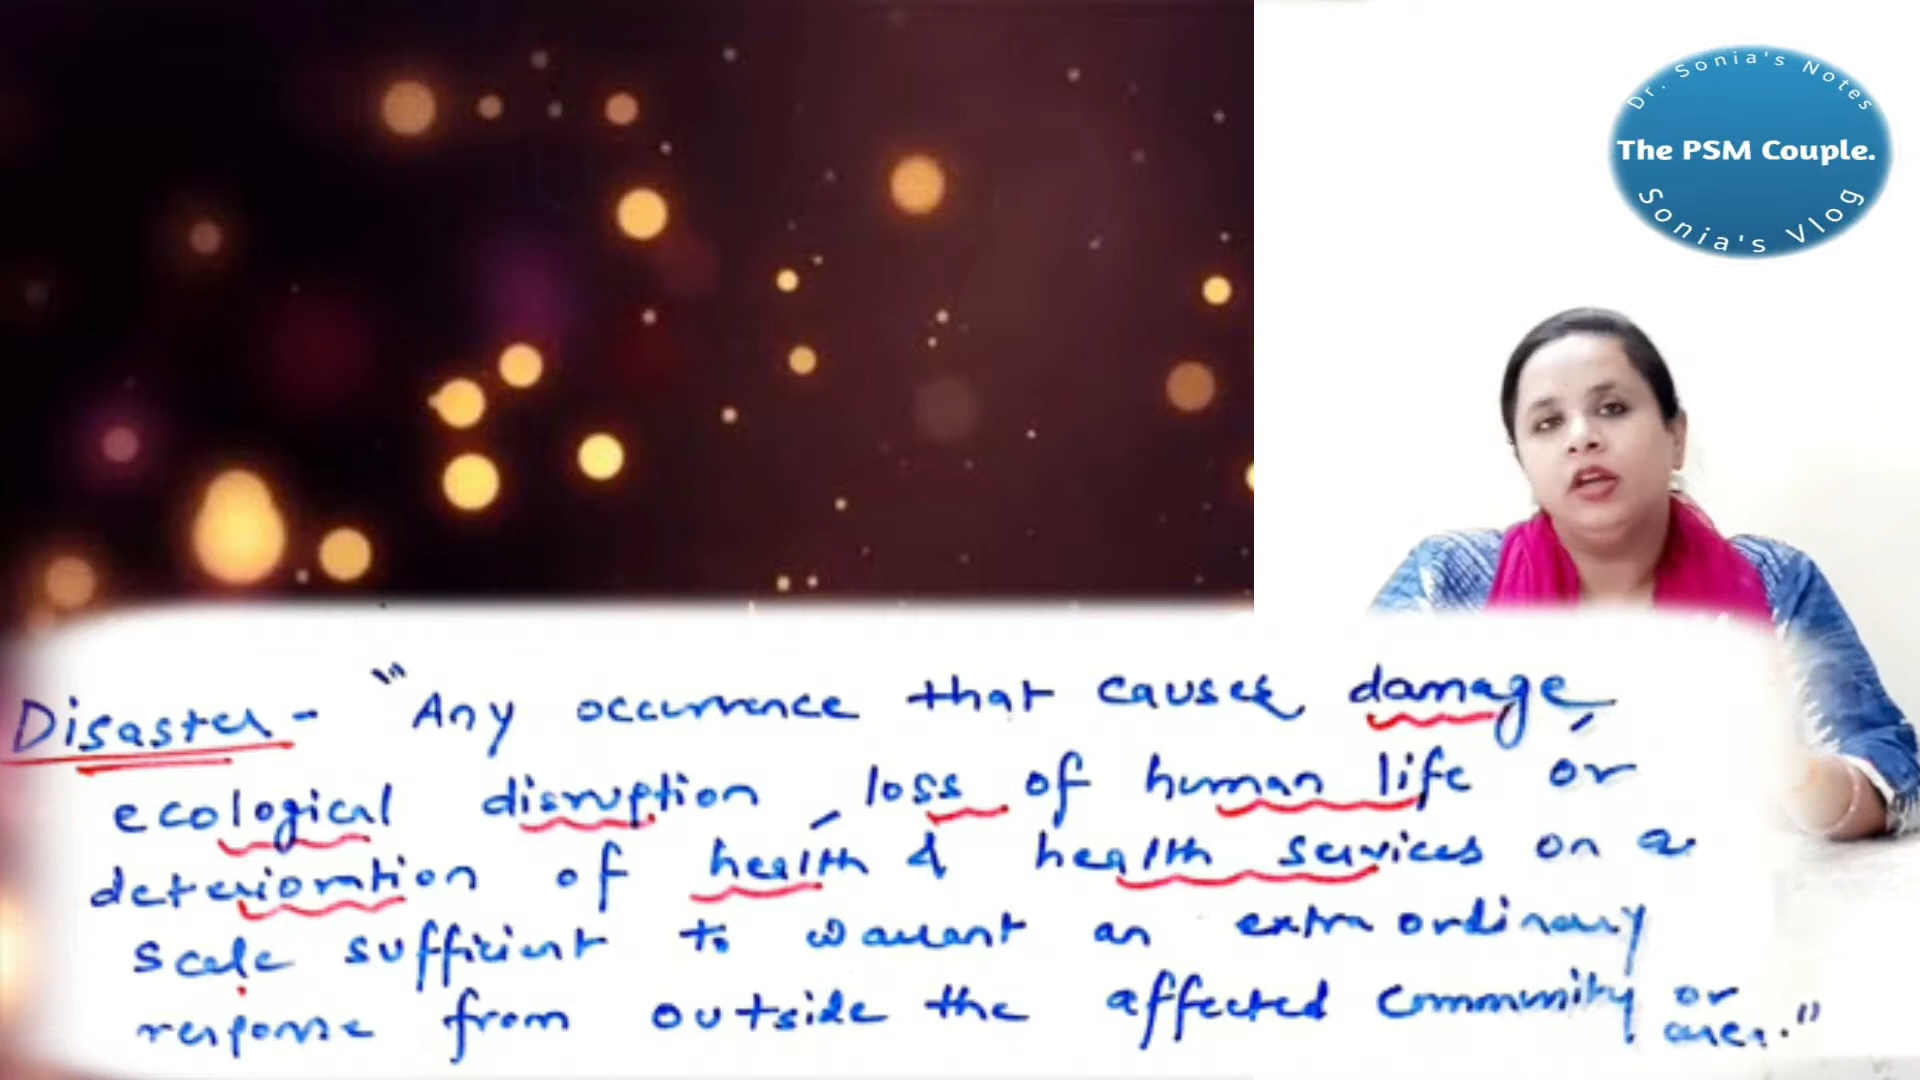 Dr. Sonia's Notes
The PSM Couple.
Sonia's Vlog
Disaster - "Any occurrence that causes damage,
ecological disruption, loss of human life or
deterioration of health & health services on a
scale sufficient to warrant an extraordinary
response from outside the affected community or
area."